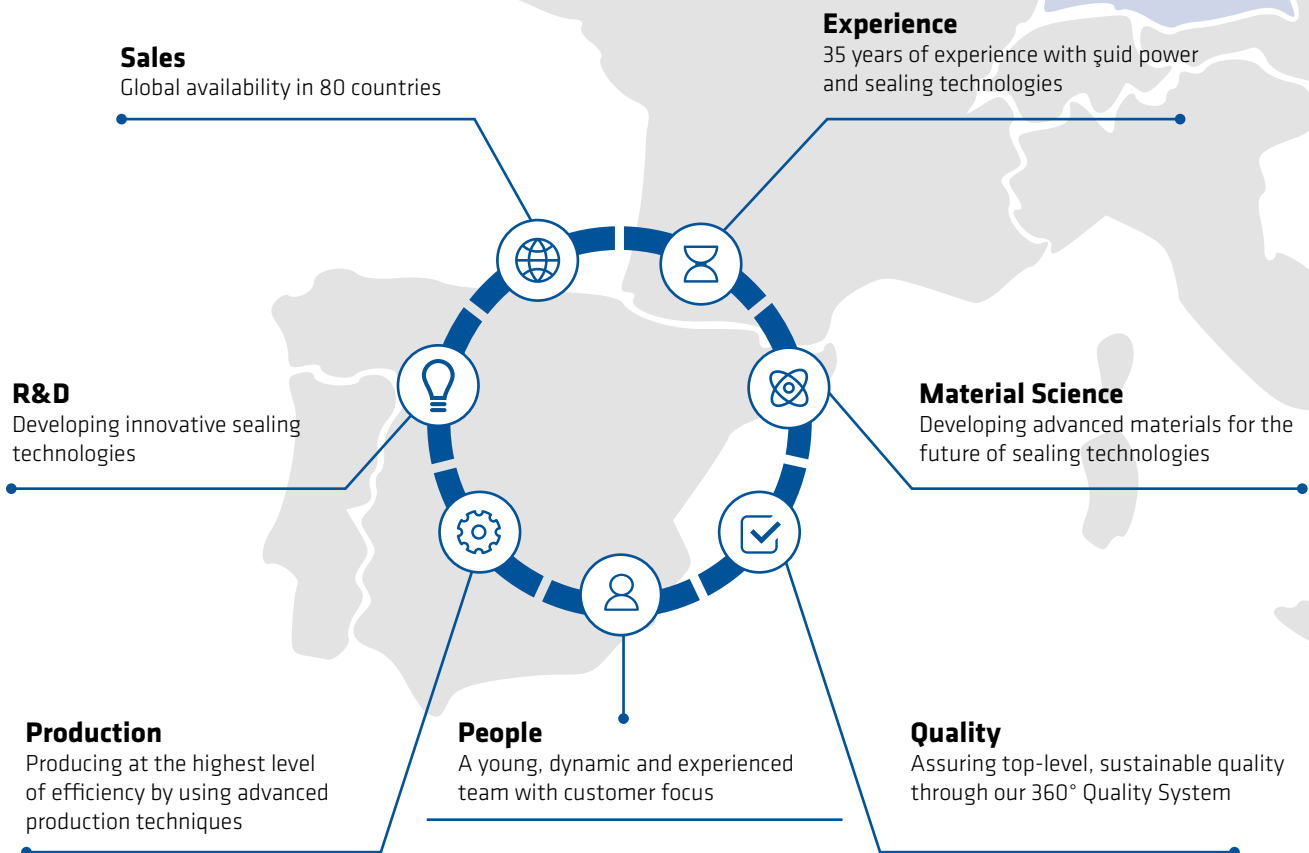 Sales
Global availability in 80 countries
Experience
35 years of experience with şuid power
and sealing technologies
R&D
Developing innovative sealing
technologies
Material Science
Developing advanced materials for the
future of sealing technologies
Production
Producing at the highest level
of efficiency by using advanced
production techniques
People
A young, dynamic and experienced
team with customer focus
Quality
Assuring top-level, sustainable quality
through our 360° Quality System